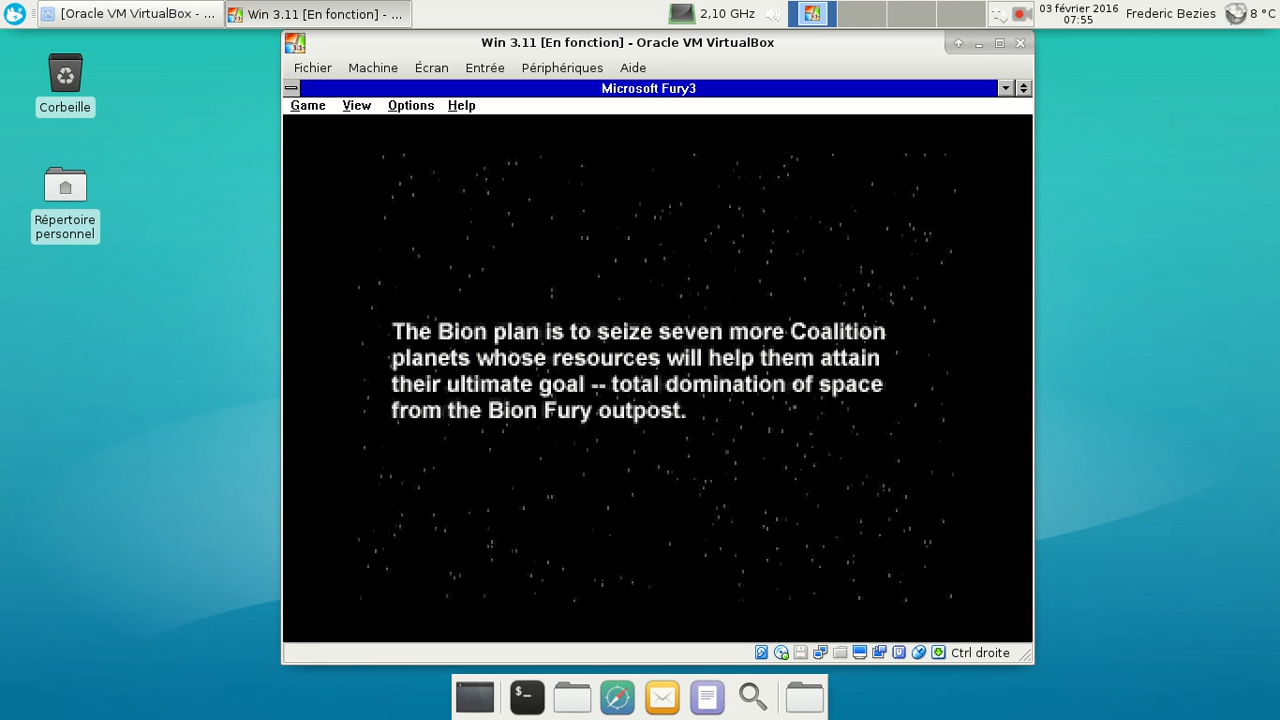 [Oracle VM VirtualBox - ...
Win 3.11 [En fonction] - ...
2,10 GHz
03 février 2016
07:55
Frederic Bezies
8 °C
Corbeille
Répertoire
personnel
Win 3.11 [En fonction] - Oracle VM VirtualBox
Fichier Machine Écran Entrée Périphériques Aide
Microsoft Fury3
Game View Options Help
The Bion plan is to seize seven more Coalition
planets whose resources will help them attain
their ultimate goal -- total domination of space
from the Bion Fury outpost.
Ctrl droite